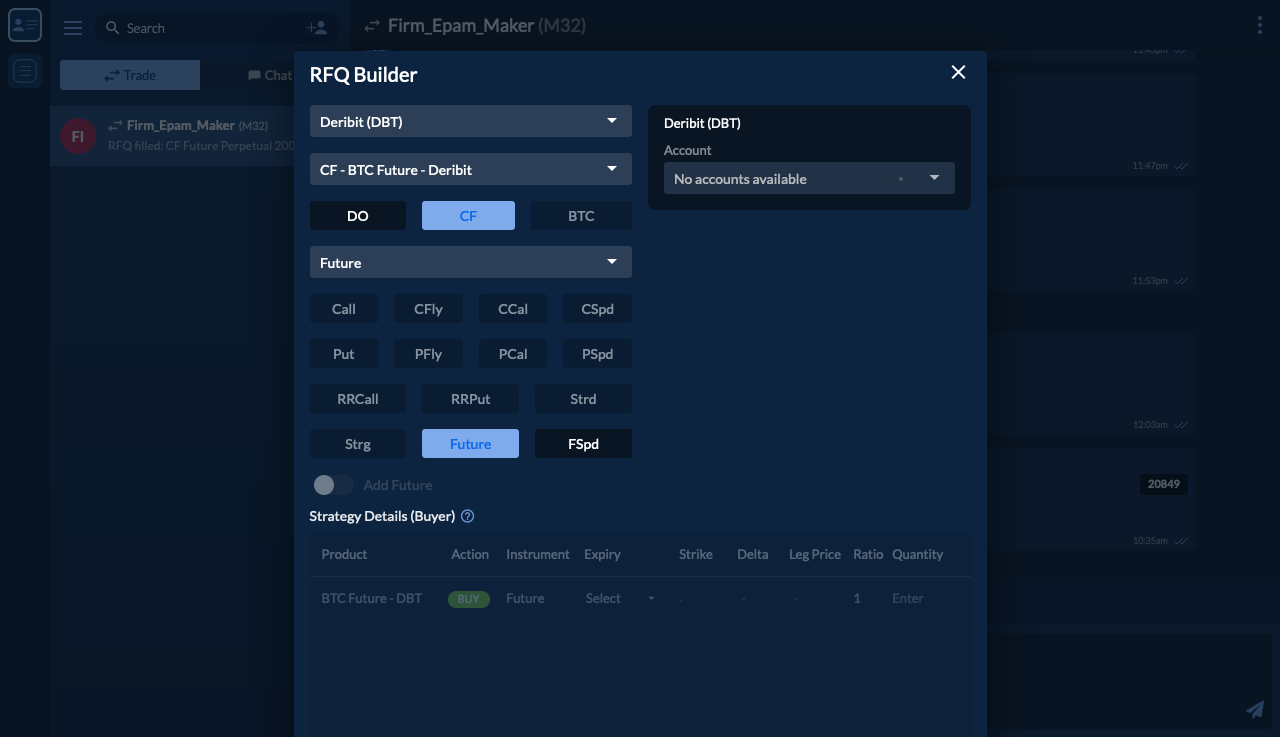 Search
Firm_Epam_Maker (M32)
Trade
Chat
FI
Firm_Epam_Maker (M32)
RFQ filled: CF Future Perpetual 200
RFQ Builder
Deribit (DBT)
CF - BTC Future - Deribit
DO
CF
BTC
Future
Call
CFly
CCal
CSpd
Put
PFly
PCal
PSpd
RRCall
RRPut
Strd
Strg
Future
FSpd
Add Future
Strategy Details (Buyer)
Product Action Instrument Expiry Strike Delta Leg Price Ratio Quantity
BTC Future - DBT BUY Future Select - - - 1 Enter
Deribit (DBT)
Account
No accounts available
11:47pm
11:53pm
12:03am
20849
10:35am